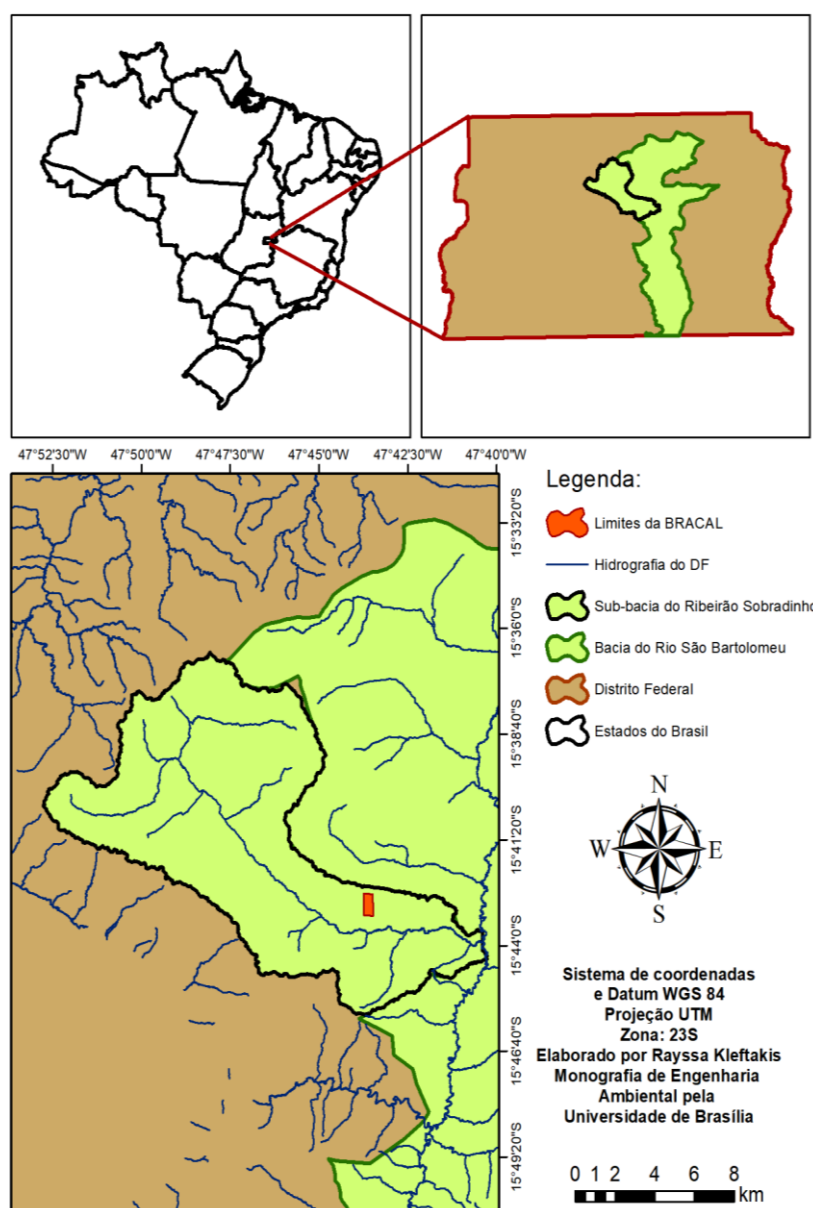 47°52'30"W 47°50'0"W 47°47'30"W 47°45'0"W 47°42'30"W 47°40'0"W
15°33'20"S
15°36'0"S
15°38'40"S
15°41'20"S
15°44'0"S
15°46'40"S
15°49'20"S
Legenda:
Limites da BRACAL
Hidrografia do DF
Sub-bacia do Ribeirão Sobradinho
Bacia do Rio São Bartolomeu
Distrito Federal
Estados do Brasil
N
W E
S
Sistema de coordenadas
e Datum WGS 84
Projeção UTM
Zona: 23S
Elaborado por Rayssa Kleftakis
Monografia de Engenharia
Ambiental pela
Universidade de Brasília
0 1 2 4 6 8
km